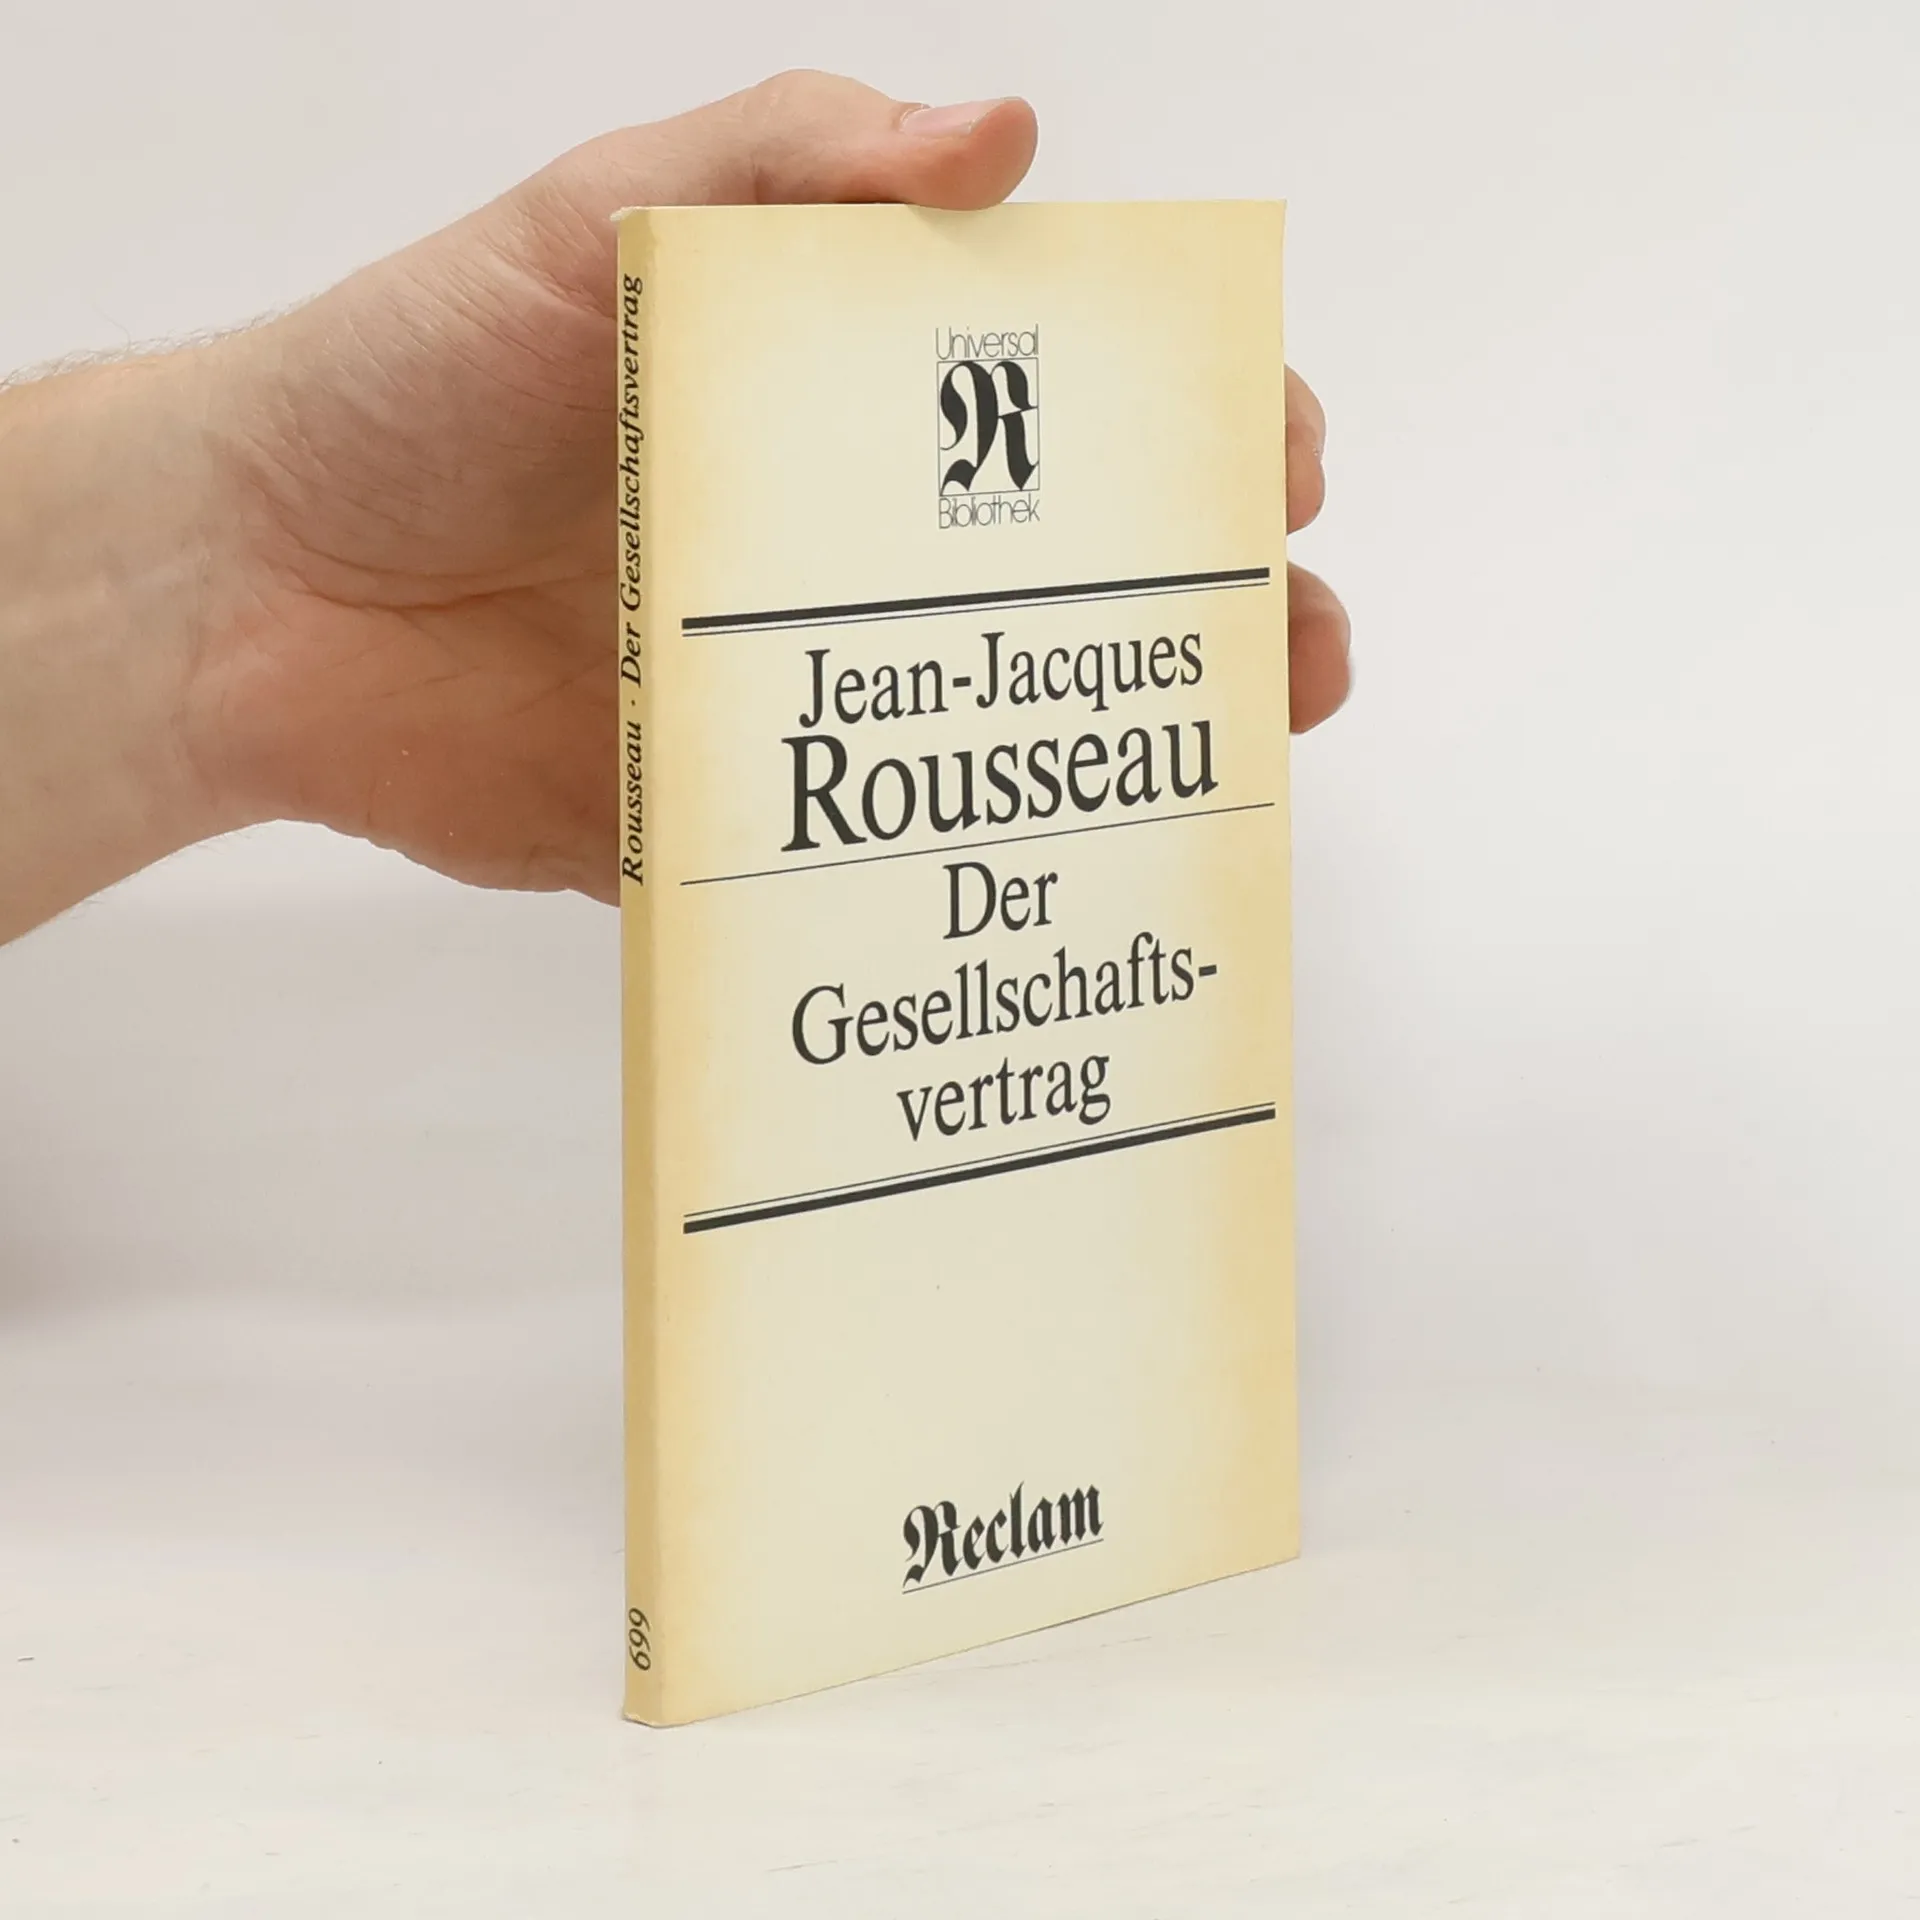 Universal
R
Bibliothek
Jean-Jacques
Rousseau
Der
Gesellschafts-
vertrag
Reclam
Rousseau · Der Gesellschaftsvertrag
699